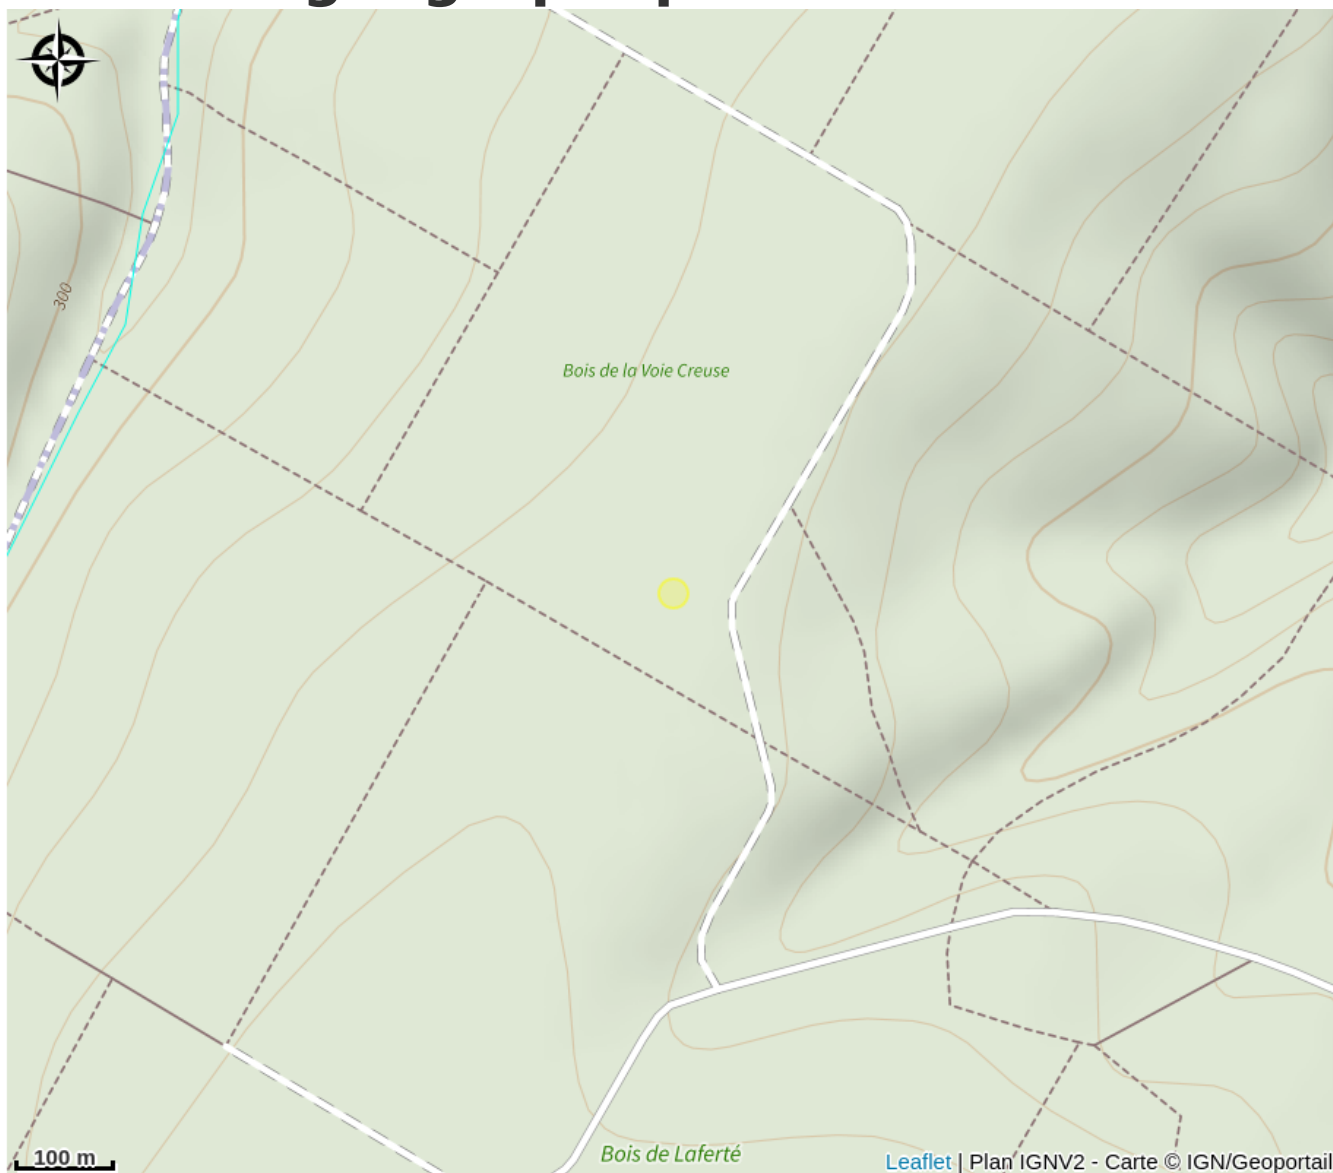 300
Bois de la Voie Creuse
Bois de Laferté
100 m
Leaflet | Plan IGNV2 - Carte © IGN/Geoportail